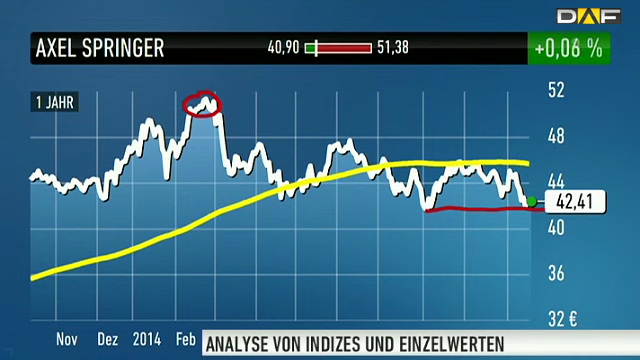 DAF
AXEL SPRINGER
40,90
51,38
+0,06 %
1 JAHR
52
48
44
42,41
40
36
32 €
Nov Dez 2014 Feb
ANALYSE VON INDIZES UND EINZELWERTEN